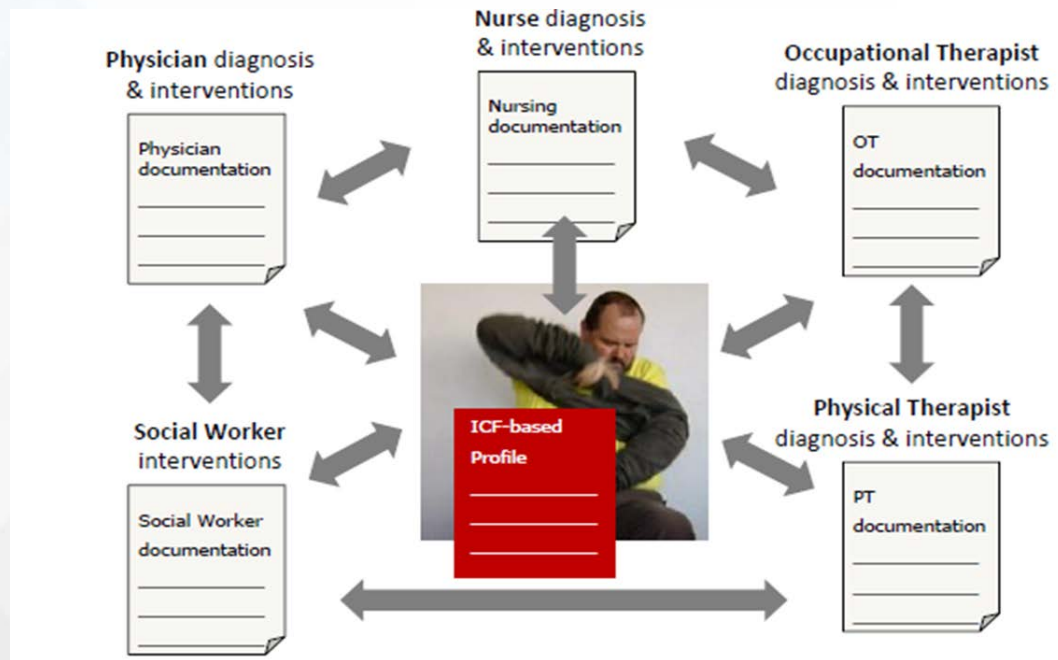 Nurse diagnosis
& interventions
Physician diagnosis
& interventions
Occupational Therapist
diagnosis & interventions
Nursing
documentation
Physician
documentation
OT
documentation
Social Worker
interventions
ICF-based
Profile
Physical Therapist
diagnosis & interventions
Social Worker
documentation
PT
documentation